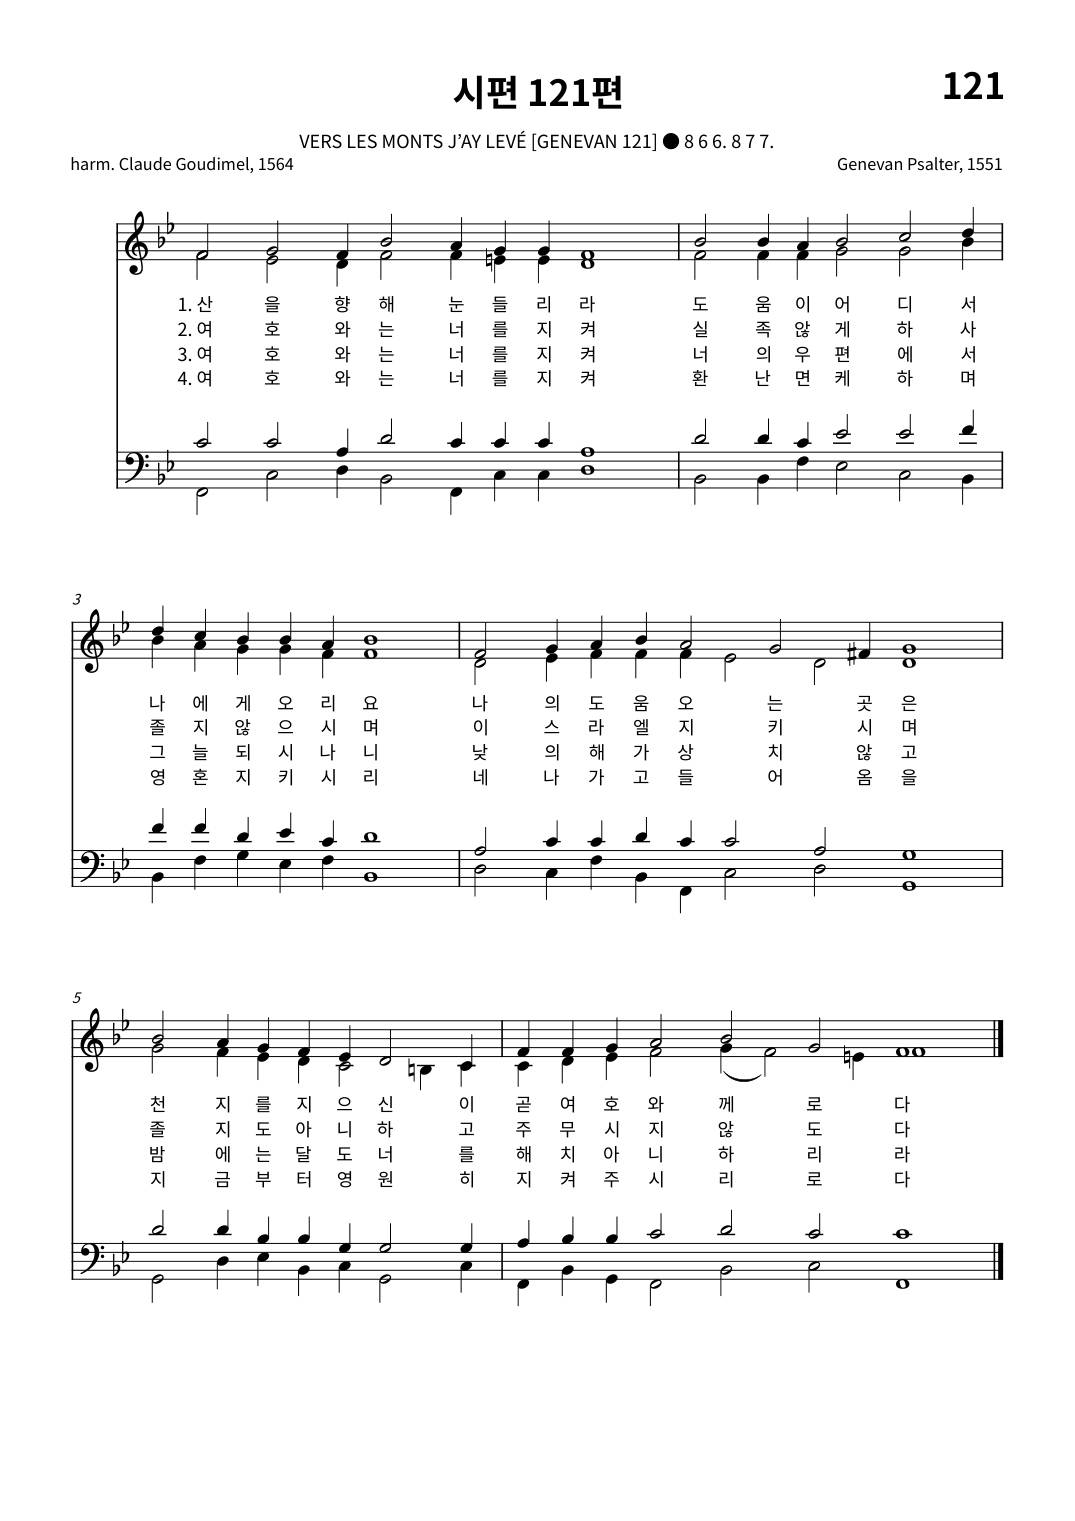 시편 121편
121
VERS LES MONTS J’AY LEVÉ [GENEVAN 121] ● 8 6 6. 8 7 7.
harm. Claude Goudimel, 1564
Genevan Psalter, 1551
1. 산 을 향 해 눈 들 리 라 도 움 이 어 디 서
2. 여 호 와 는 너 를 지 켜 실 족 않 게 하 사
3. 여 호 와 는 너 를 지 켜 너 의 우 편 에 서
4. 여 호 와 는 너 를 지 켜 환 난 면 케 하 며
3
나 에 게 오 리 요 나 의 도 움 오 는 곳 은
졸 지 않 으 시 며 이 스 라 엘 지 키 시 며
그 늘 되 시 나 니 낮 의 해 가 상 치 않 고
영 혼 지 키 시 리 네 나 가 고 들 어 옴 을
5
천 지 를 지 으 신 이 곧 여 호 와 께 로 다
졸 지 도 아 니 하 고 주 무 시 지 않 도 다
밤 에 는 달 도 너 를 해 치 아 니 하 리 라
지 금 부 터 영 원 히 지 켜 주 시 리 로 다